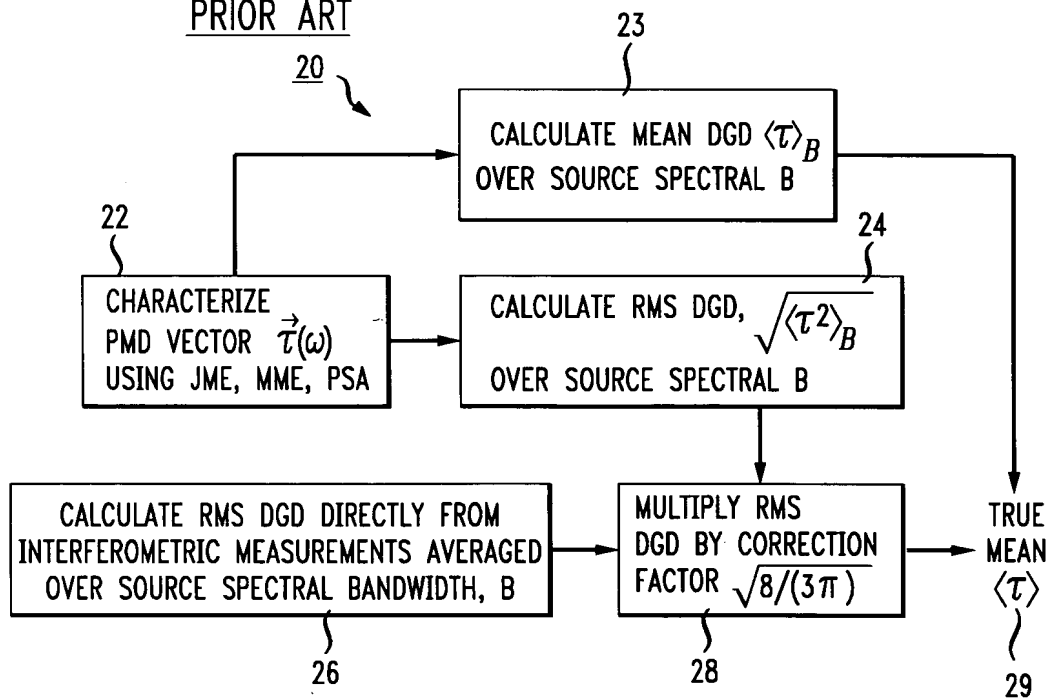 PRIOR ART
20
23
CALCULATE MEAN DGD ⟨τ⟩_B
OVER SOURCE SPECTRAL B
22
CHARACTERIZE
PMD VECTOR τ⃗(ω)
USING JME, MME, PSA
24
CALCULATE RMS DGD, √⟨τ²⟩_B
OVER SOURCE SPECTRAL B
CALCULATE RMS DGD DIRECTLY FROM
INTERFEROMETRIC MEASUREMENTS AVERAGED
OVER SOURCE SPECTRAL BANDWIDTH, B
26
MULTIPLY RMS
DGD BY CORRECTION
FACTOR √8/(3π)
28
TRUE
MEAN
⟨τ⟩
29